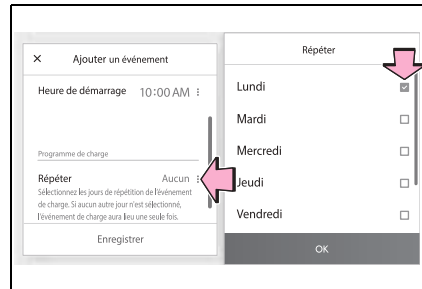 Ajouter un événement
Heure de démarrage 10:00 AM
Programme de charge
Répéter Aucun
Sélectionnez les jours de répétition de l'événement
de charge. Si aucun autre jour n'est sélectionné,
l'événement de charge aura lieu une seule fois.
Enregistrer
Répéter
Lundi
Mardi
Mercredi
Jeudi
Vendredi
OK